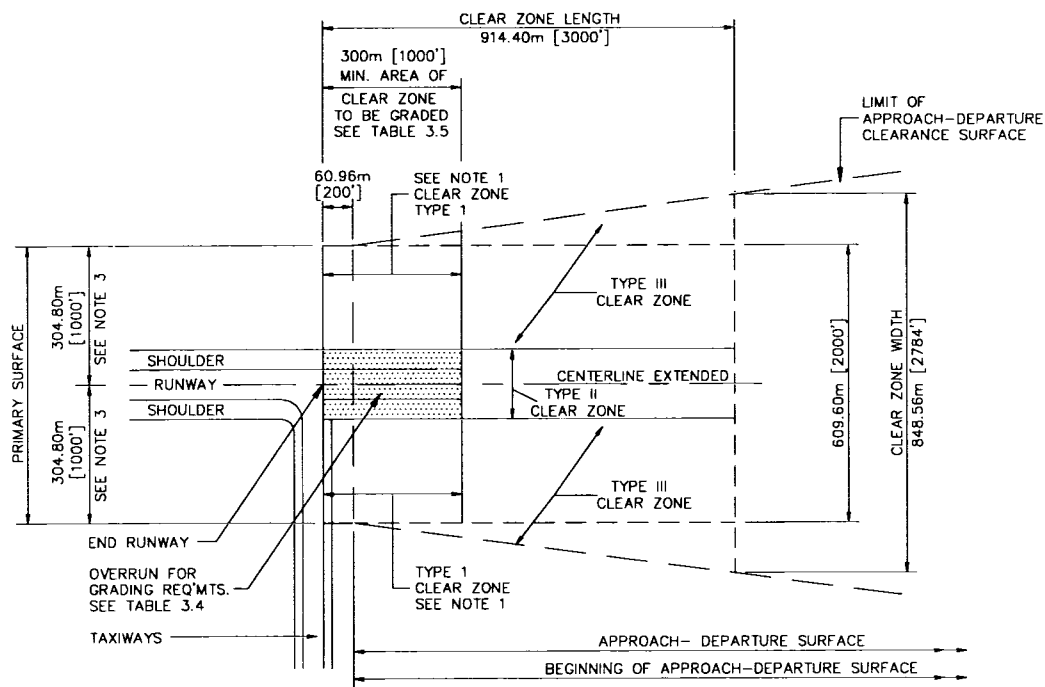 CLEAR ZONE LENGTH
914.40m [3000']
300m [1000']
MIN. AREA OF
CLEAR ZONE
TO BE GRADED
SEE TABLE 3.5
LIMIT OF
APPROACH-DEPARTURE
CLEARANCE SURFACE
60.96m
[200']
SEE NOTE 1
CLEAR ZONE
TYPE 1
PRIMARY SURFACE
304.80m
[1000']
SEE NOTE 3
304.80m
[1000']
SEE NOTE 3
TYPE III
CLEAR ZONE
SHOULDER
RUNWAY
SHOULDER
CENTERLINE EXTENDED
TYPE II
CLEAR ZONE
609.60m [2000']
CLEAR ZONE WIDTH
848.56m [2784']
TYPE III
CLEAR ZONE
END RUNWAY
OVERRUN FOR
GRADING REQ'MTS.
SEE TABLE 3.4
TYPE 1
CLEAR ZONE
SEE NOTE 1
TAXIWAYS
APPROACH- DEPARTURE SURFACE
BEGINNING OF APPROACH-DEPARTURE SURFACE